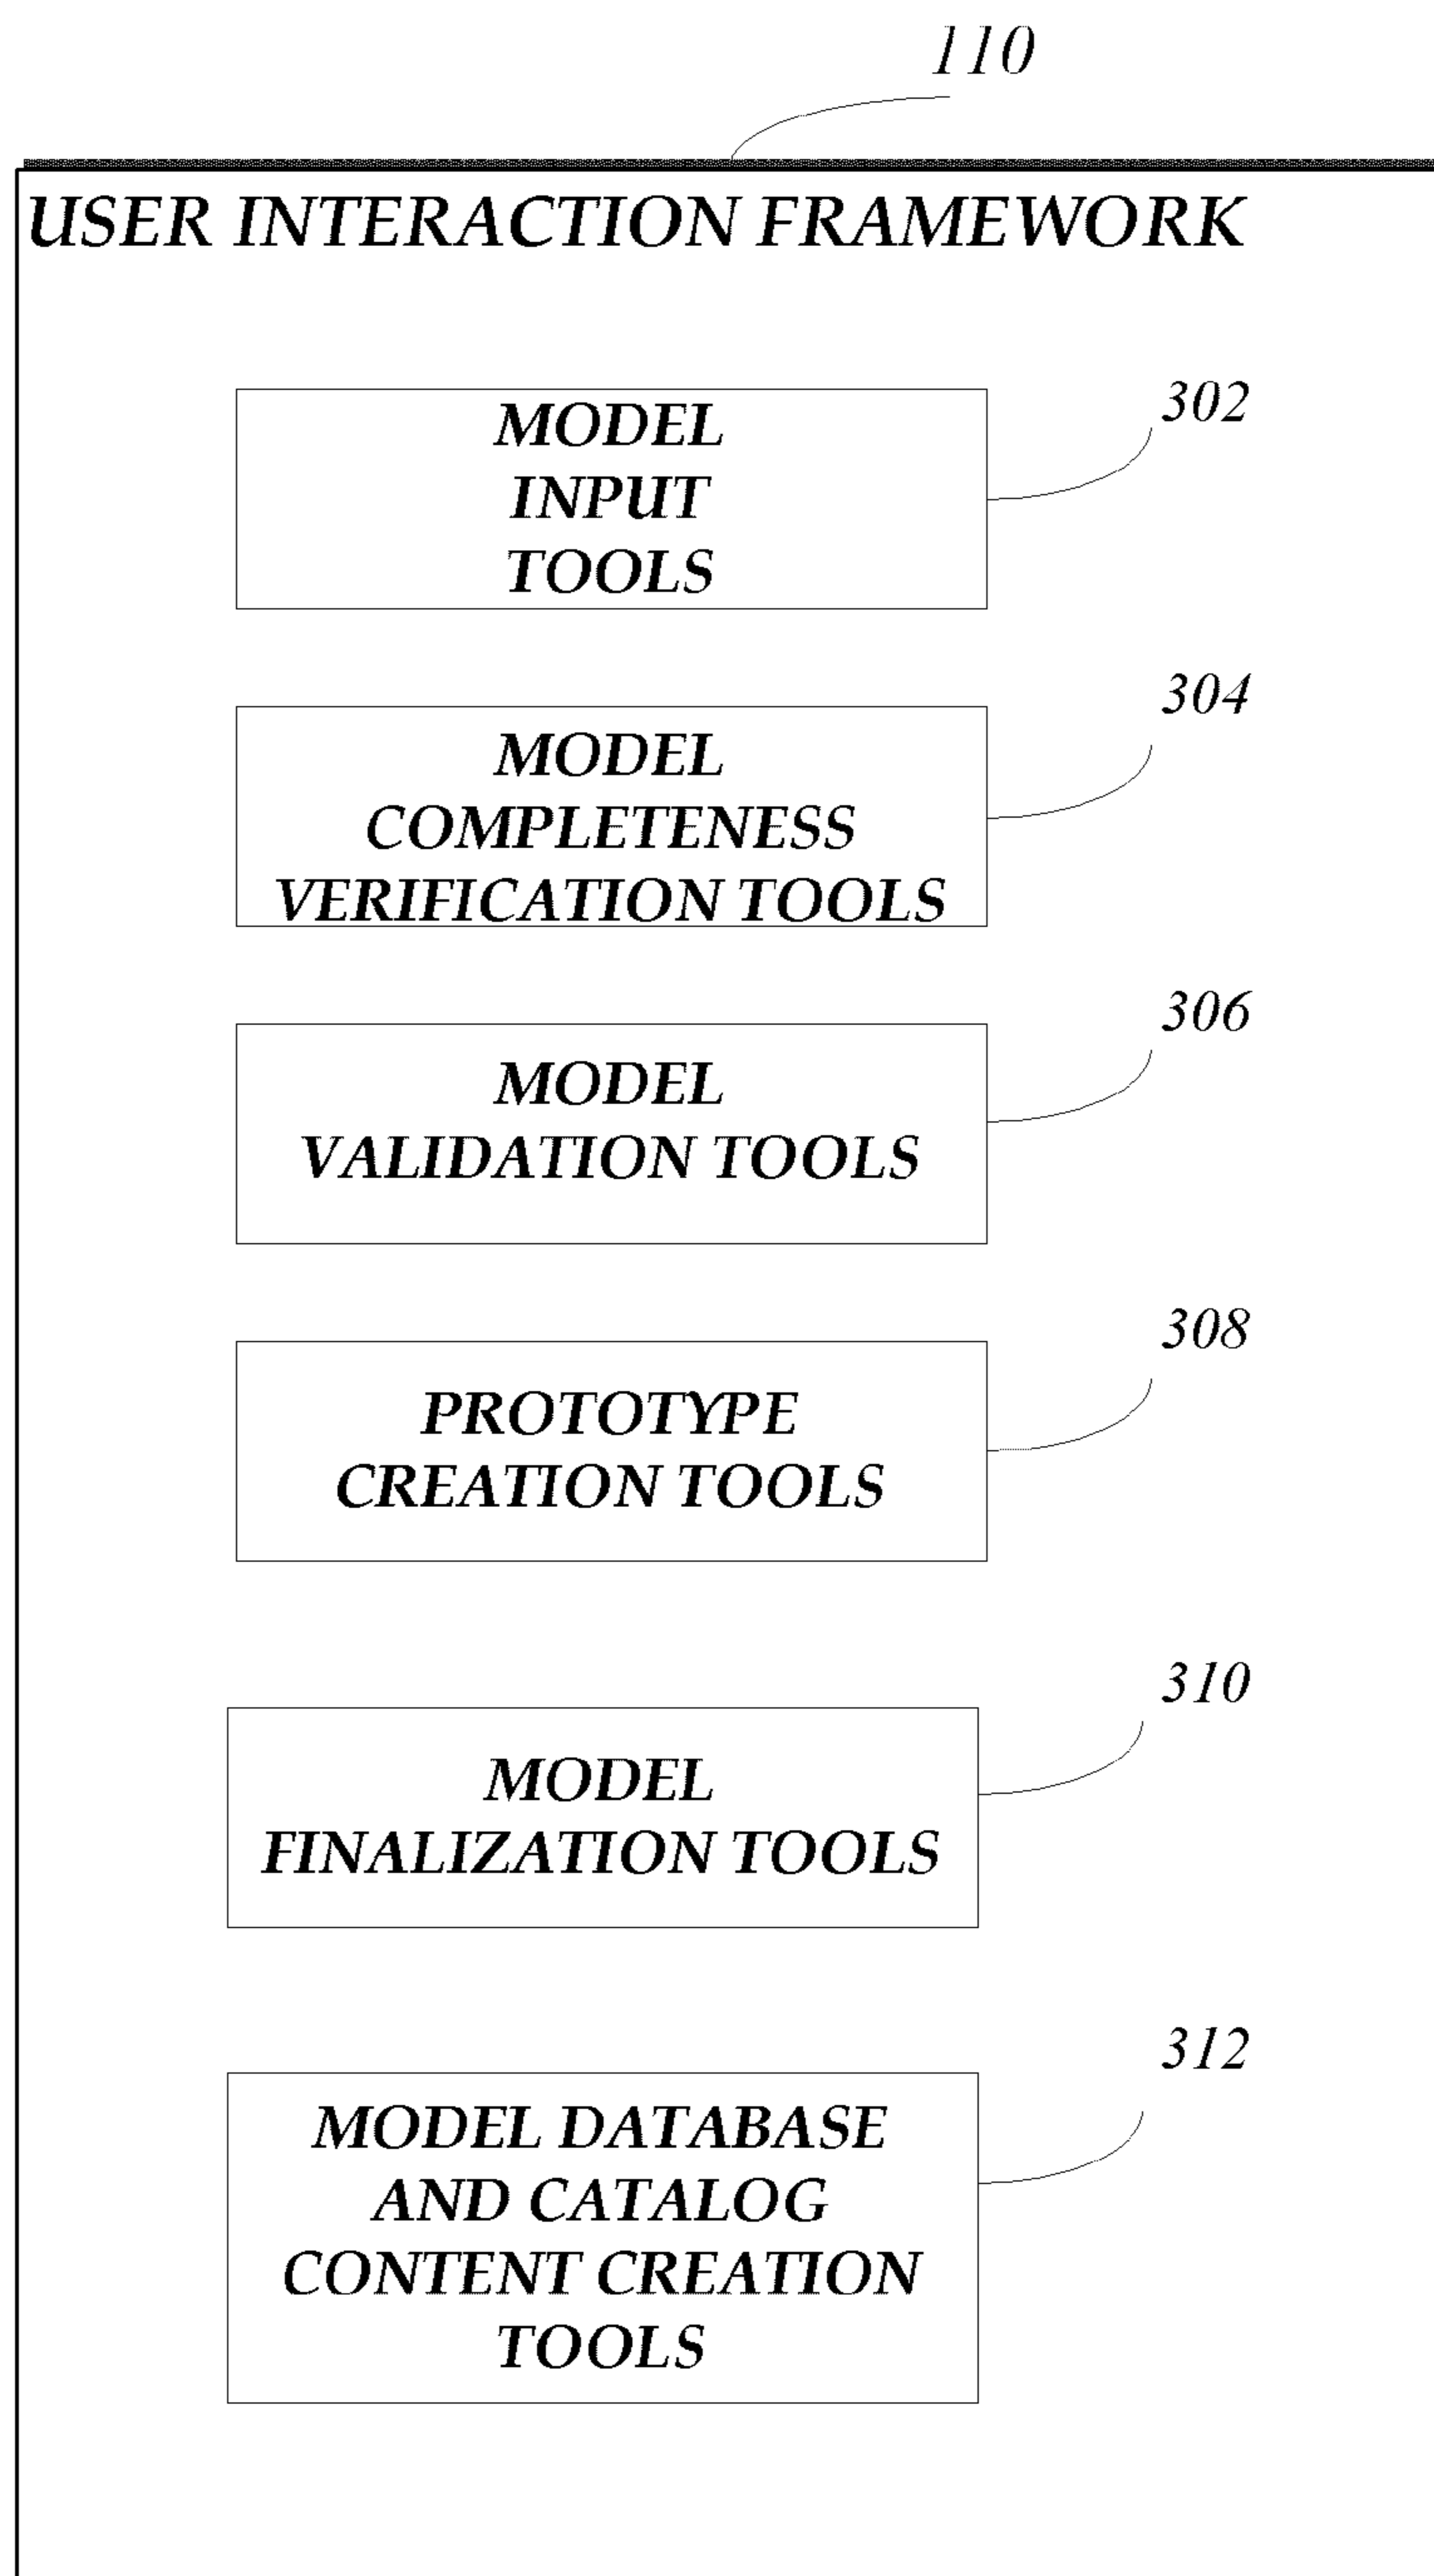 110
USER INTERACTION FRAMEWORK
302
MODEL
INPUT
TOOLS
304
MODEL
COMPLETENESS
VERIFICATION TOOLS
306
MODEL
VALIDATION TOOLS
308
PROTOTYPE
CREATION TOOLS
310
MODEL
FINALIZATION TOOLS
312
MODEL DATABASE
AND CATALOG
CONTENT CREATION
TOOLS